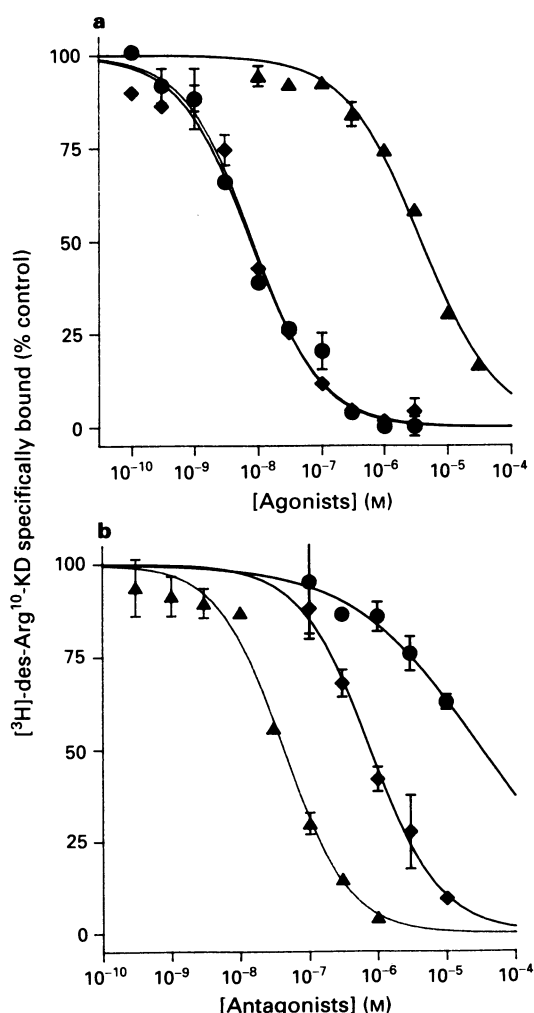 a
[³H]-des-Arg¹⁰-KD specifically bound (% control)
100
75
50
25
0
10⁻¹⁰ 10⁻⁹ 10⁻⁸ 10⁻⁷ 10⁻⁶ 10⁻⁵ 10⁻⁴
[Agonists] (M)
b
100
75
50
25
0
10⁻¹⁰ 10⁻⁹ 10⁻⁸ 10⁻⁷ 10⁻⁶ 10⁻⁵ 10⁻⁴
[Antagonists] (M)